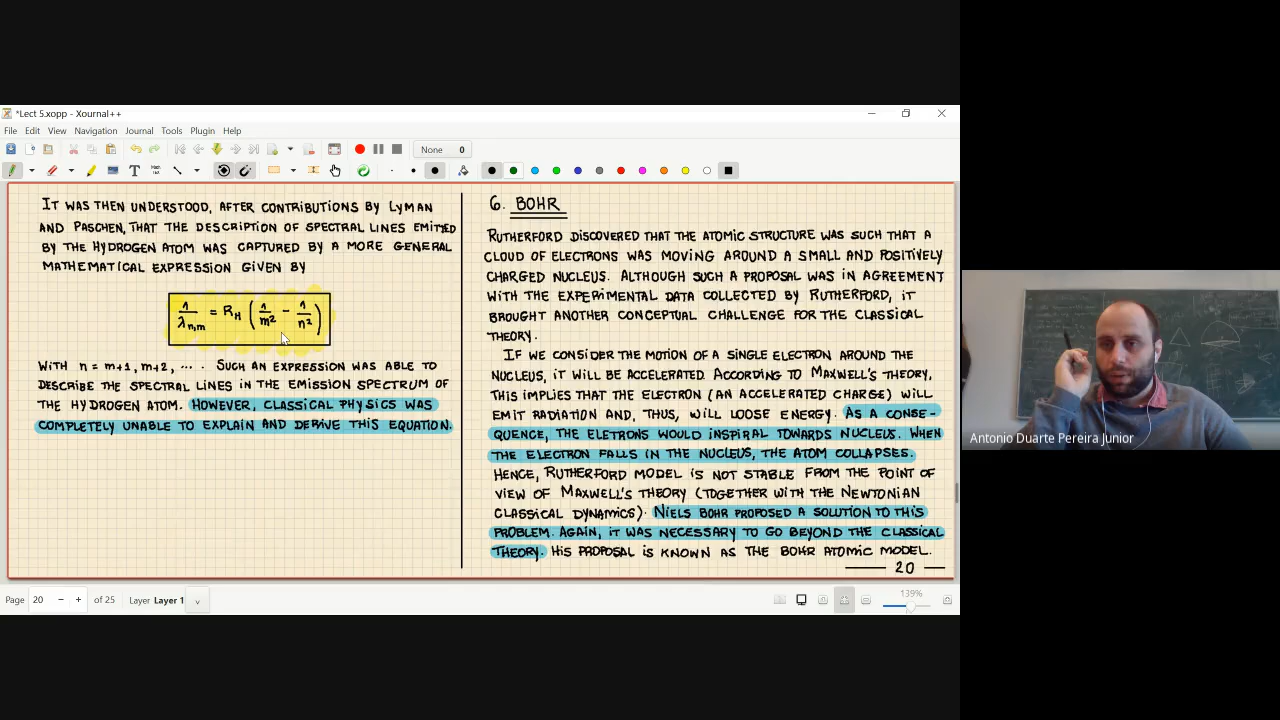 *Lect 5.xopp - Xournal++
File Edit View Navigation Journal Tools Plugin Help
None 0
IT WAS THEN UNDERSTOOD, AFTER CONTRIBUTIONS BY LYMAN
AND PASCHEN, THAT THE DESCRIPTION OF SPECTRAL LINES EMITTED
BY THE HYDROGEN ATOM WAS CAPTURED BY A MORE GENERAL
MATHEMATICAL EXPRESSION GIVEN BY
1/λn,m = RH (1/m² - 1/n²)
WITH n = m+1, m+2, ... . SUCH AN EXPRESSION WAS ABLE TO
DESCRIBE THE SPECTRAL LINES IN THE EMISSION SPECTRUM OF
THE HYDROGEN ATOM. HOWEVER, CLASSICAL PHYSICS WAS
COMPLETELY UNABLE TO EXPLAIN AND DERIVE THIS EQUATION.
6. BOHR
RUTHERFORD DISCOVERED THAT THE ATOMIC STRUCTURE WAS SUCH THAT A
CLOUD OF ELECTRONS WAS MOVING AROUND A SMALL AND POSITIVELY
CHARGED NUCLEUS. ALTHOUGH SUCH A PROPOSAL WAS IN AGREEMENT
WITH THE EXPERIMENTAL DATA COLLECTED BY RUTHERFORD, IT
BROUGHT ANOTHER CONCEPTUAL CHALLENGE FOR THE CLASSICAL
THEORY.
IF WE CONSIDER THE MOTION OF A SINGLE ELECTRON AROUND THE
NUCLEUS, IT WILL BE ACCELERATED. ACCORDING TO MAXWELL'S THEORY,
THIS IMPLIES THAT THE ELECTRON (AN ACCELERATED CHARGE) WILL
EMIT RADIATION AND, THUS, WILL LOOSE ENERGY. AS A CONSE-
QUENCE, THE ELETRONS WOULD INSPIRAL TOWARDS NUCLEUS. WHEN
THE ELECTRON FALLS IN THE NUCLEUS, THE ATOM COLLAPSES.
HENCE, RUTHERFORD MODEL IS NOT STABLE FROM THE POINT OF
VIEW OF MAXWELL'S THEORY (TOGETHER WITH THE NEWTONIAN
CLASSICAL DYNAMICS). NIELS BOHR PROPOSED A SOLUTION TO THIS
PROBLEM. AGAIN, IT WAS NECESSARY TO GO BEYOND THE CLASSICAL
THEORY. HIS PROPOSAL IS KNOWN AS THE BOHR ATOMIC MODEL.
20
Antonio Duarte Pereira Junior
Page 20 - + of 25 Layer Layer 1
139%